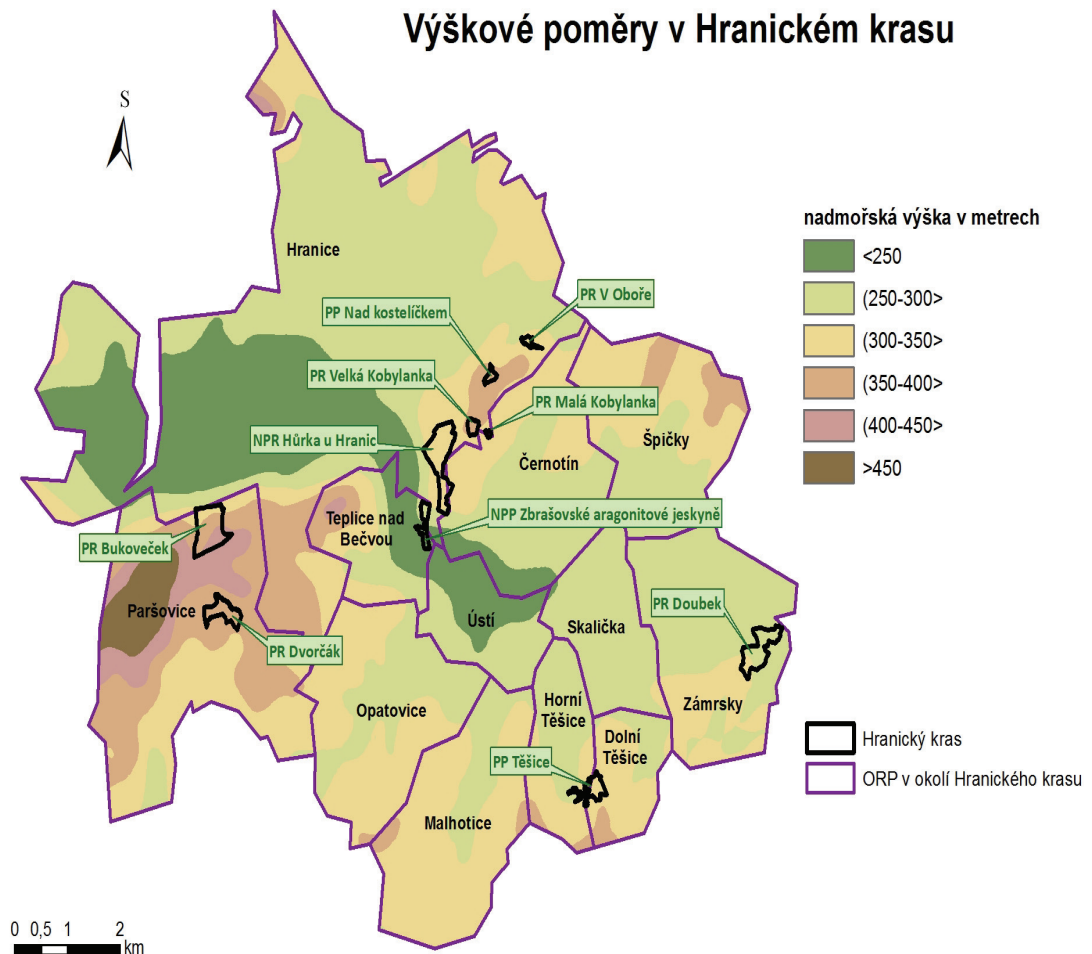 Výškové poměry v Hranickém krasu
S
Hranice
nadmořská výška v metrech
<250
(250-300>
(300-350>
(350-400>
(400-450>
>450
PR V Oboře
PP Nad kostelíčkem
PR Velká Kobylanka
PR Malá Kobylanka
NPR Hůrka u Hranic
Špičky
Černotín
NPP Zbrašovské aragonitové jeskyně
Teplice nad
Bečvou
PR Bukoveček
Paršovice
PR Dvorčák
Ústí
Skalička
PR Doubek
Opatovice
Horní
Těšice
Zámrsky
Dolní
Těšice
PP Těšice
Malhotice
Hranický kras
ORP v okolí Hranického krasu
0 0,5 1 2
km